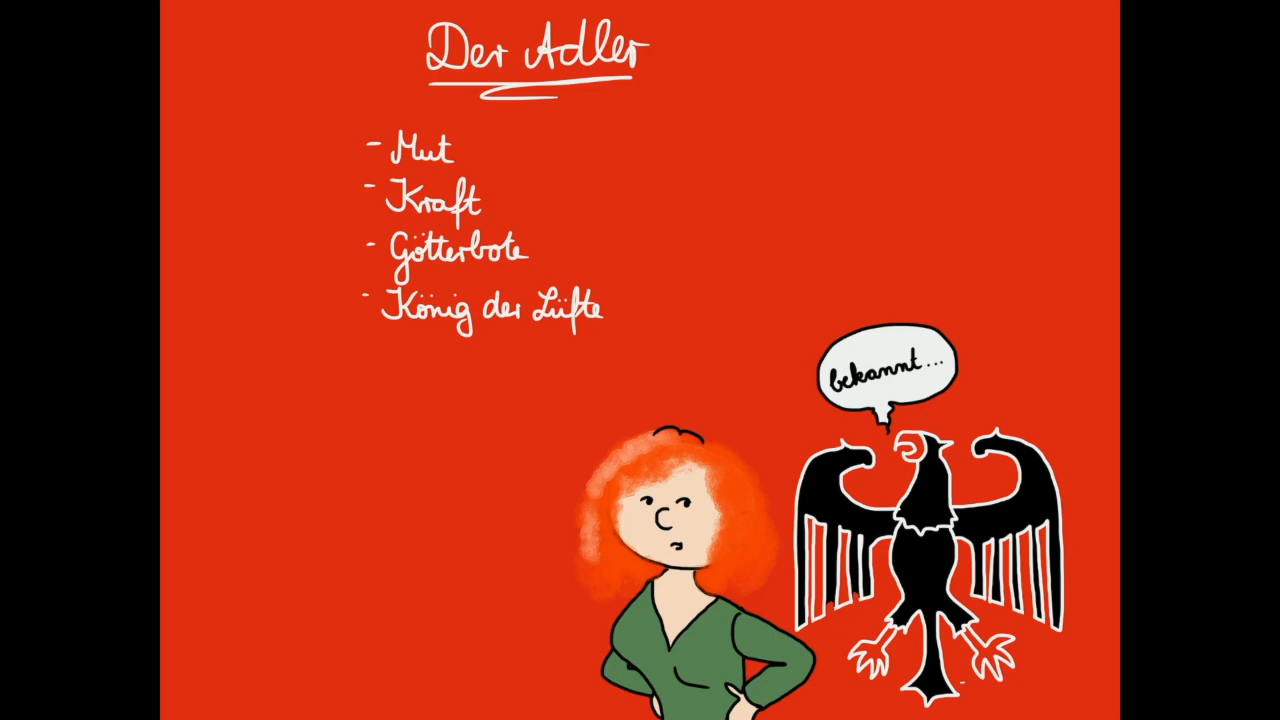 Der Adler
- Mut
- Kraft
- Götterbote
- König der Lüfte
bekannt...